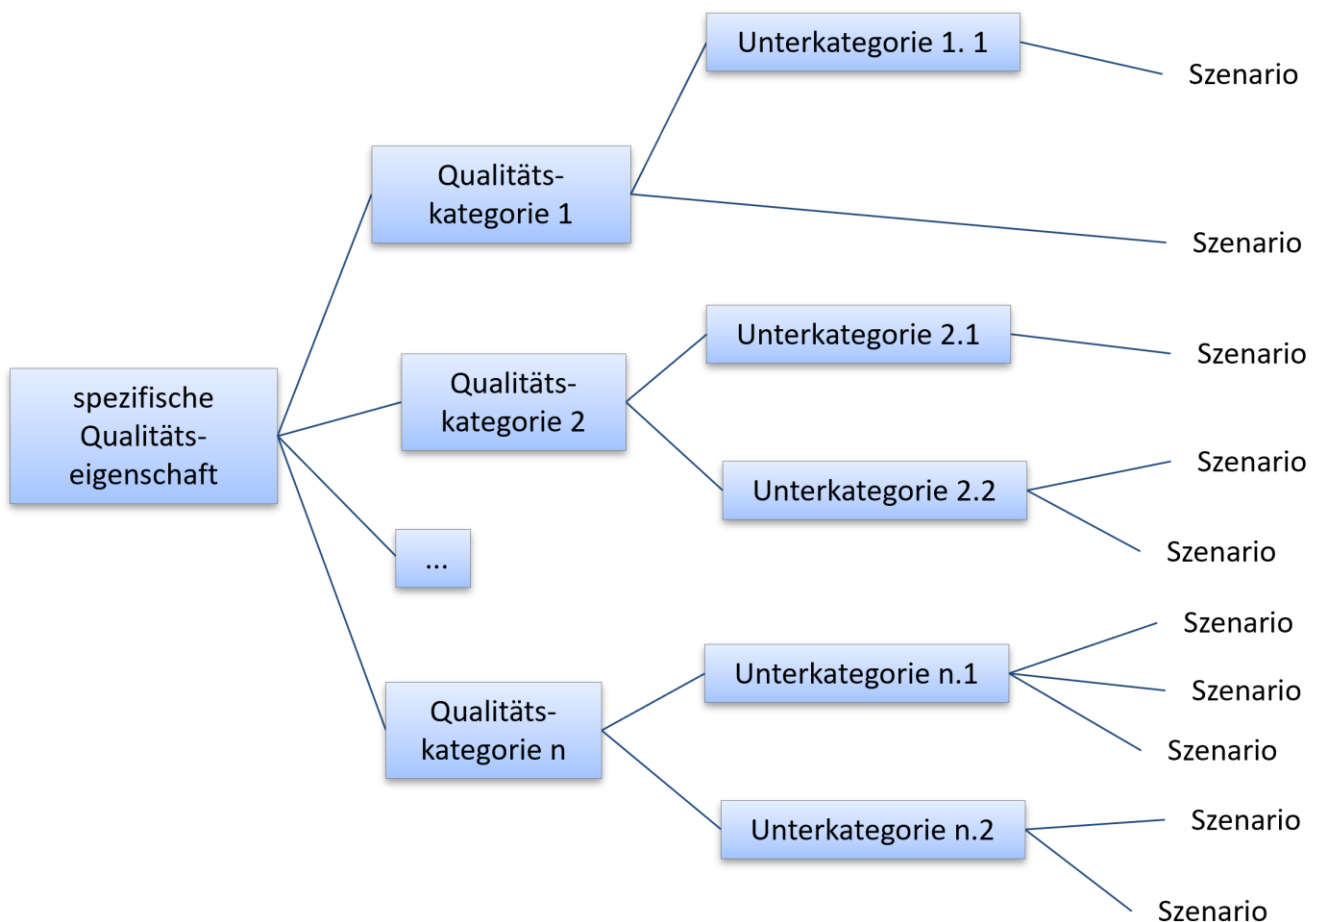 Unterkategorie 1. 1
Szenario
Qualitäts-
kategorie 1
Szenario
Unterkategorie 2.1
Szenario
Qualitäts-
kategorie 2
spezifische
Qualitäts-
eigenschaft
Szenario
Unterkategorie 2.2
Szenario
...
Szenario
Unterkategorie n.1
Szenario
Qualitäts-
kategorie n
Szenario
Unterkategorie n.2
Szenario
Szenario